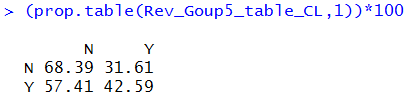 > (prop.table(Rev_Goup5_table_CL,1))*100
N Y
N 68.39 31.61
Y 57.41 42.59